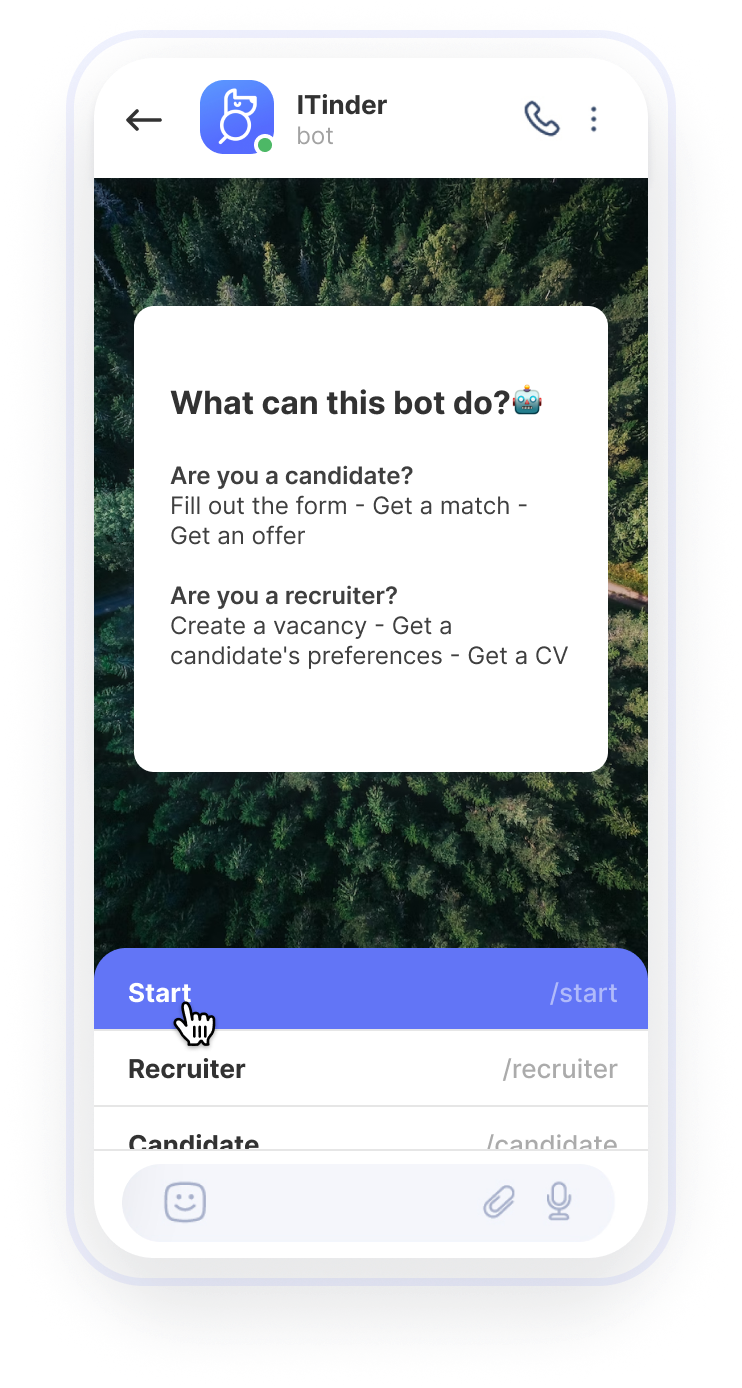 ITinder
bot
What can this bot do?🤖
Are you a candidate?
Fill out the form - Get a match -
Get an offer
Are you a recruiter?
Create a vacancy - Get a
candidate's preferences - Get a CV
Start /start
Recruiter /recruiter
Candidate /candidate